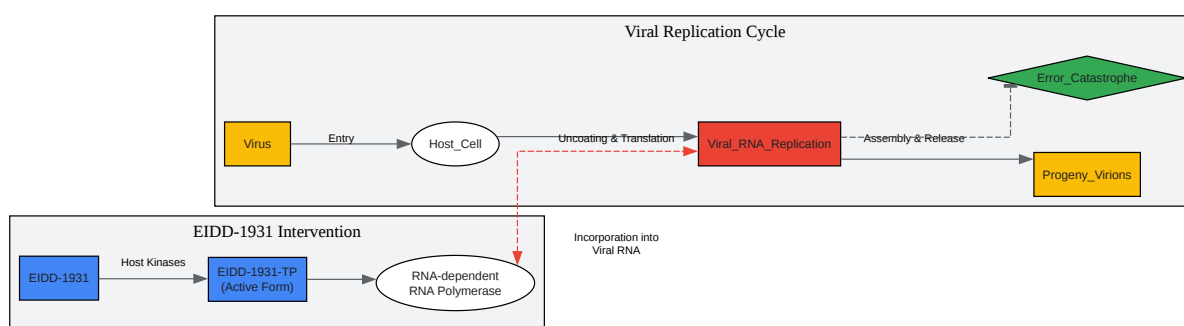 Viral Replication Cycle
Error_Catastrophe
Virus
Entry
Host_Cell
Uncoating & Translation
Viral_RNA_Replication
Assembly & Release
Progeny_Virions
EIDD-1931 Intervention
Incorporation into
Viral RNA
EIDD-1931
Host Kinases
EIDD-1931-TP
(Active Form)
RNA-dependent
RNA Polymerase